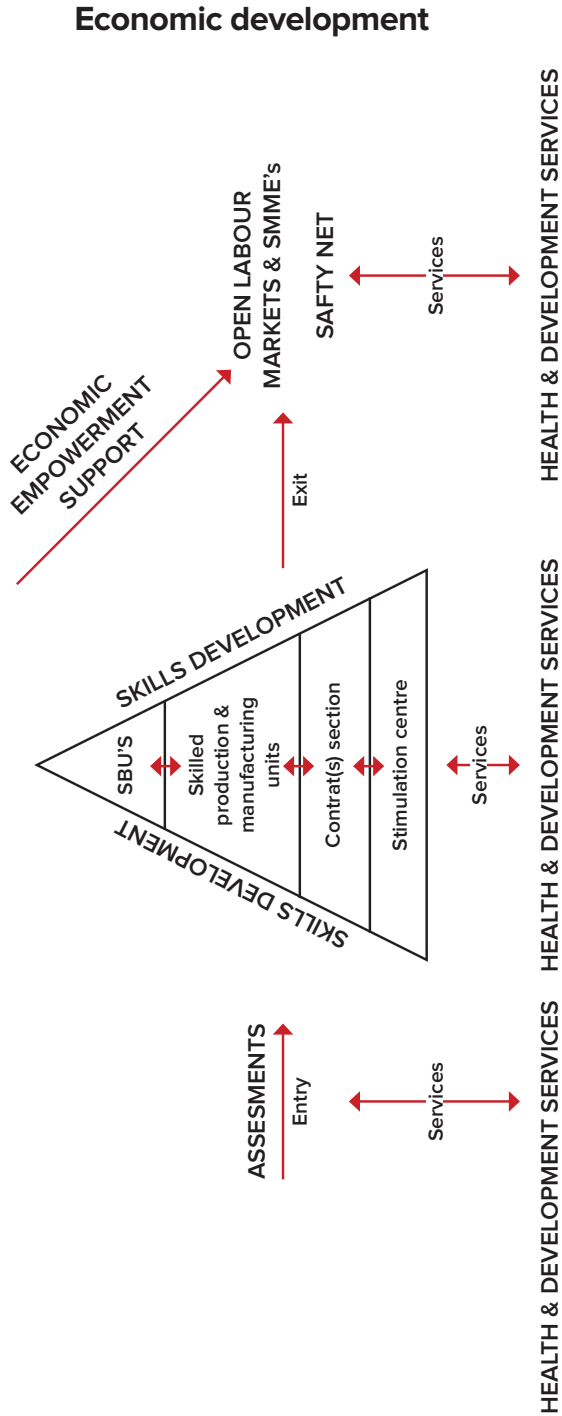 Economic development
ASSESMENTS
Entry
Services
HEALTH & DEVELOPMENT SERVICES
SKILLS DEVELOPMENT
SKILLS DEVELOPMENT
SBU'S
Skilled
production &
manufacturing
units
Contrat(s) section
Stimulation centre
Services
HEALTH & DEVELOPMENT SERVICES
ECONOMIC
EMPOWERMENT
SUPPORT
Exit
OPEN LABOUR
MARKETS & SMME's
SAFTY NET
Services
HEALTH & DEVELOPMENT SERVICES